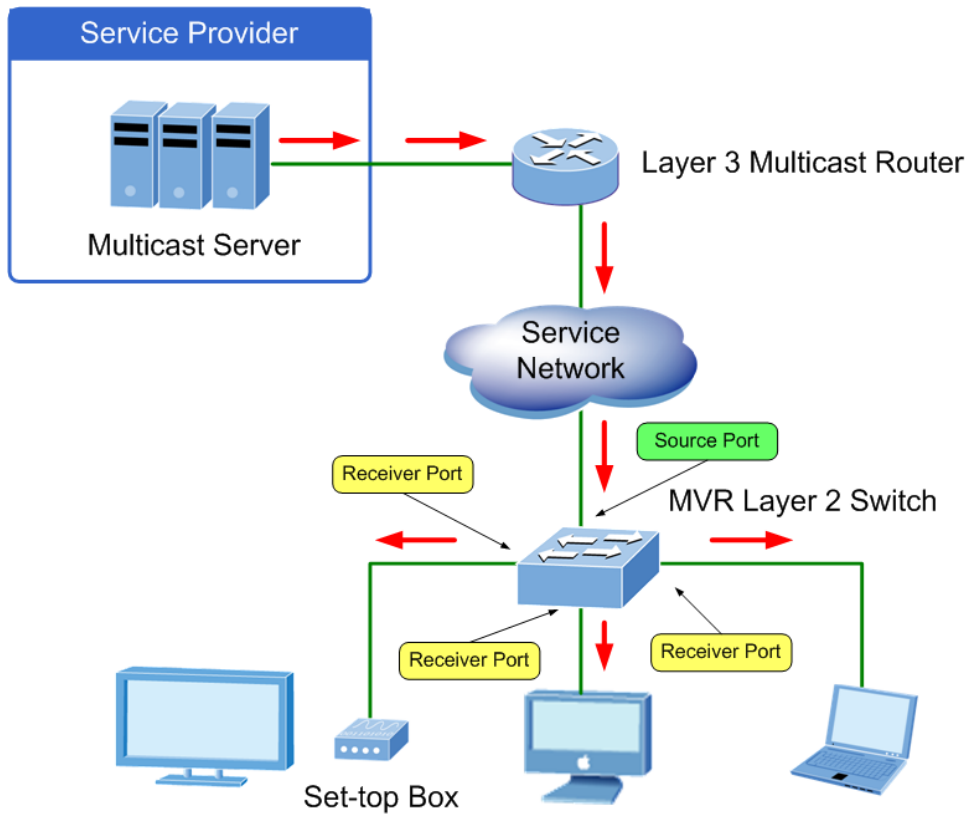 Service Provider
Multicast Server
Layer 3 Multicast Router
Service
Network
Source Port
Receiver Port
MVR Layer 2 Switch
Receiver Port
Receiver Port
Set-top Box